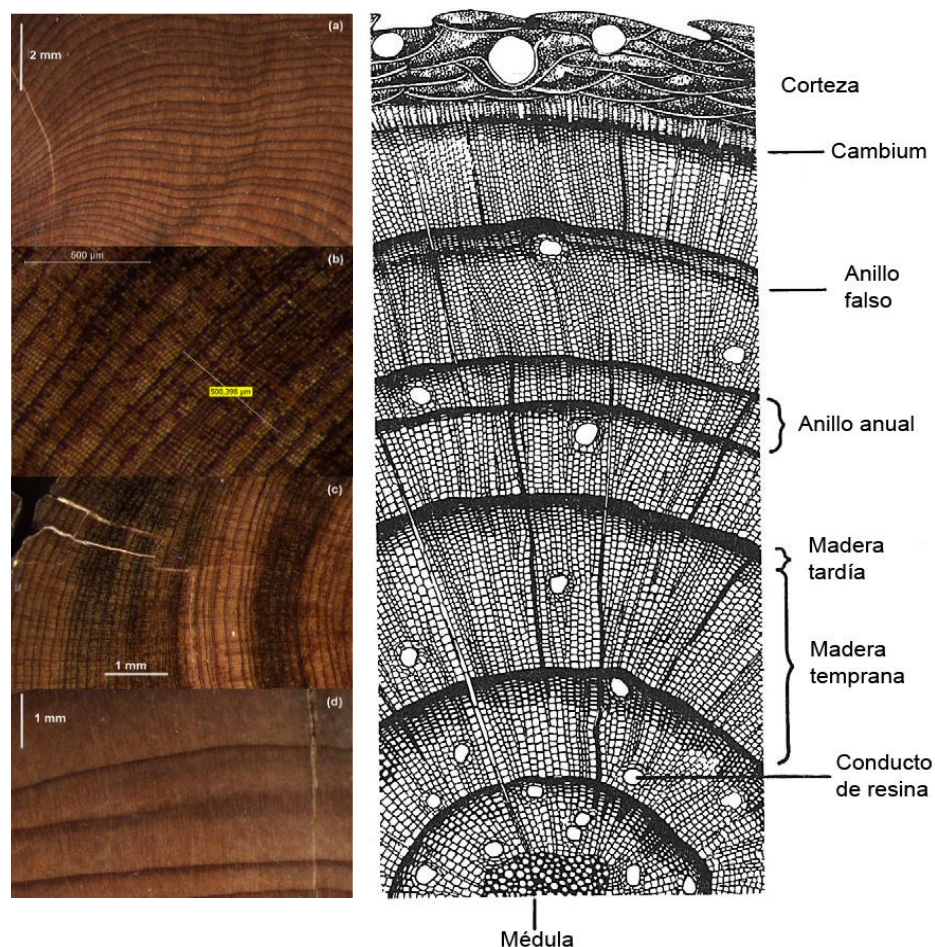 (a)
2 mm
500 µm
(b)
500,398 µm
(c)
1 mm
(d)
1 mm
Corteza
Cambium
Anillo
falso
Anillo anual
Madera
tardía
Madera
temprana
Conducto
de resina
Médula